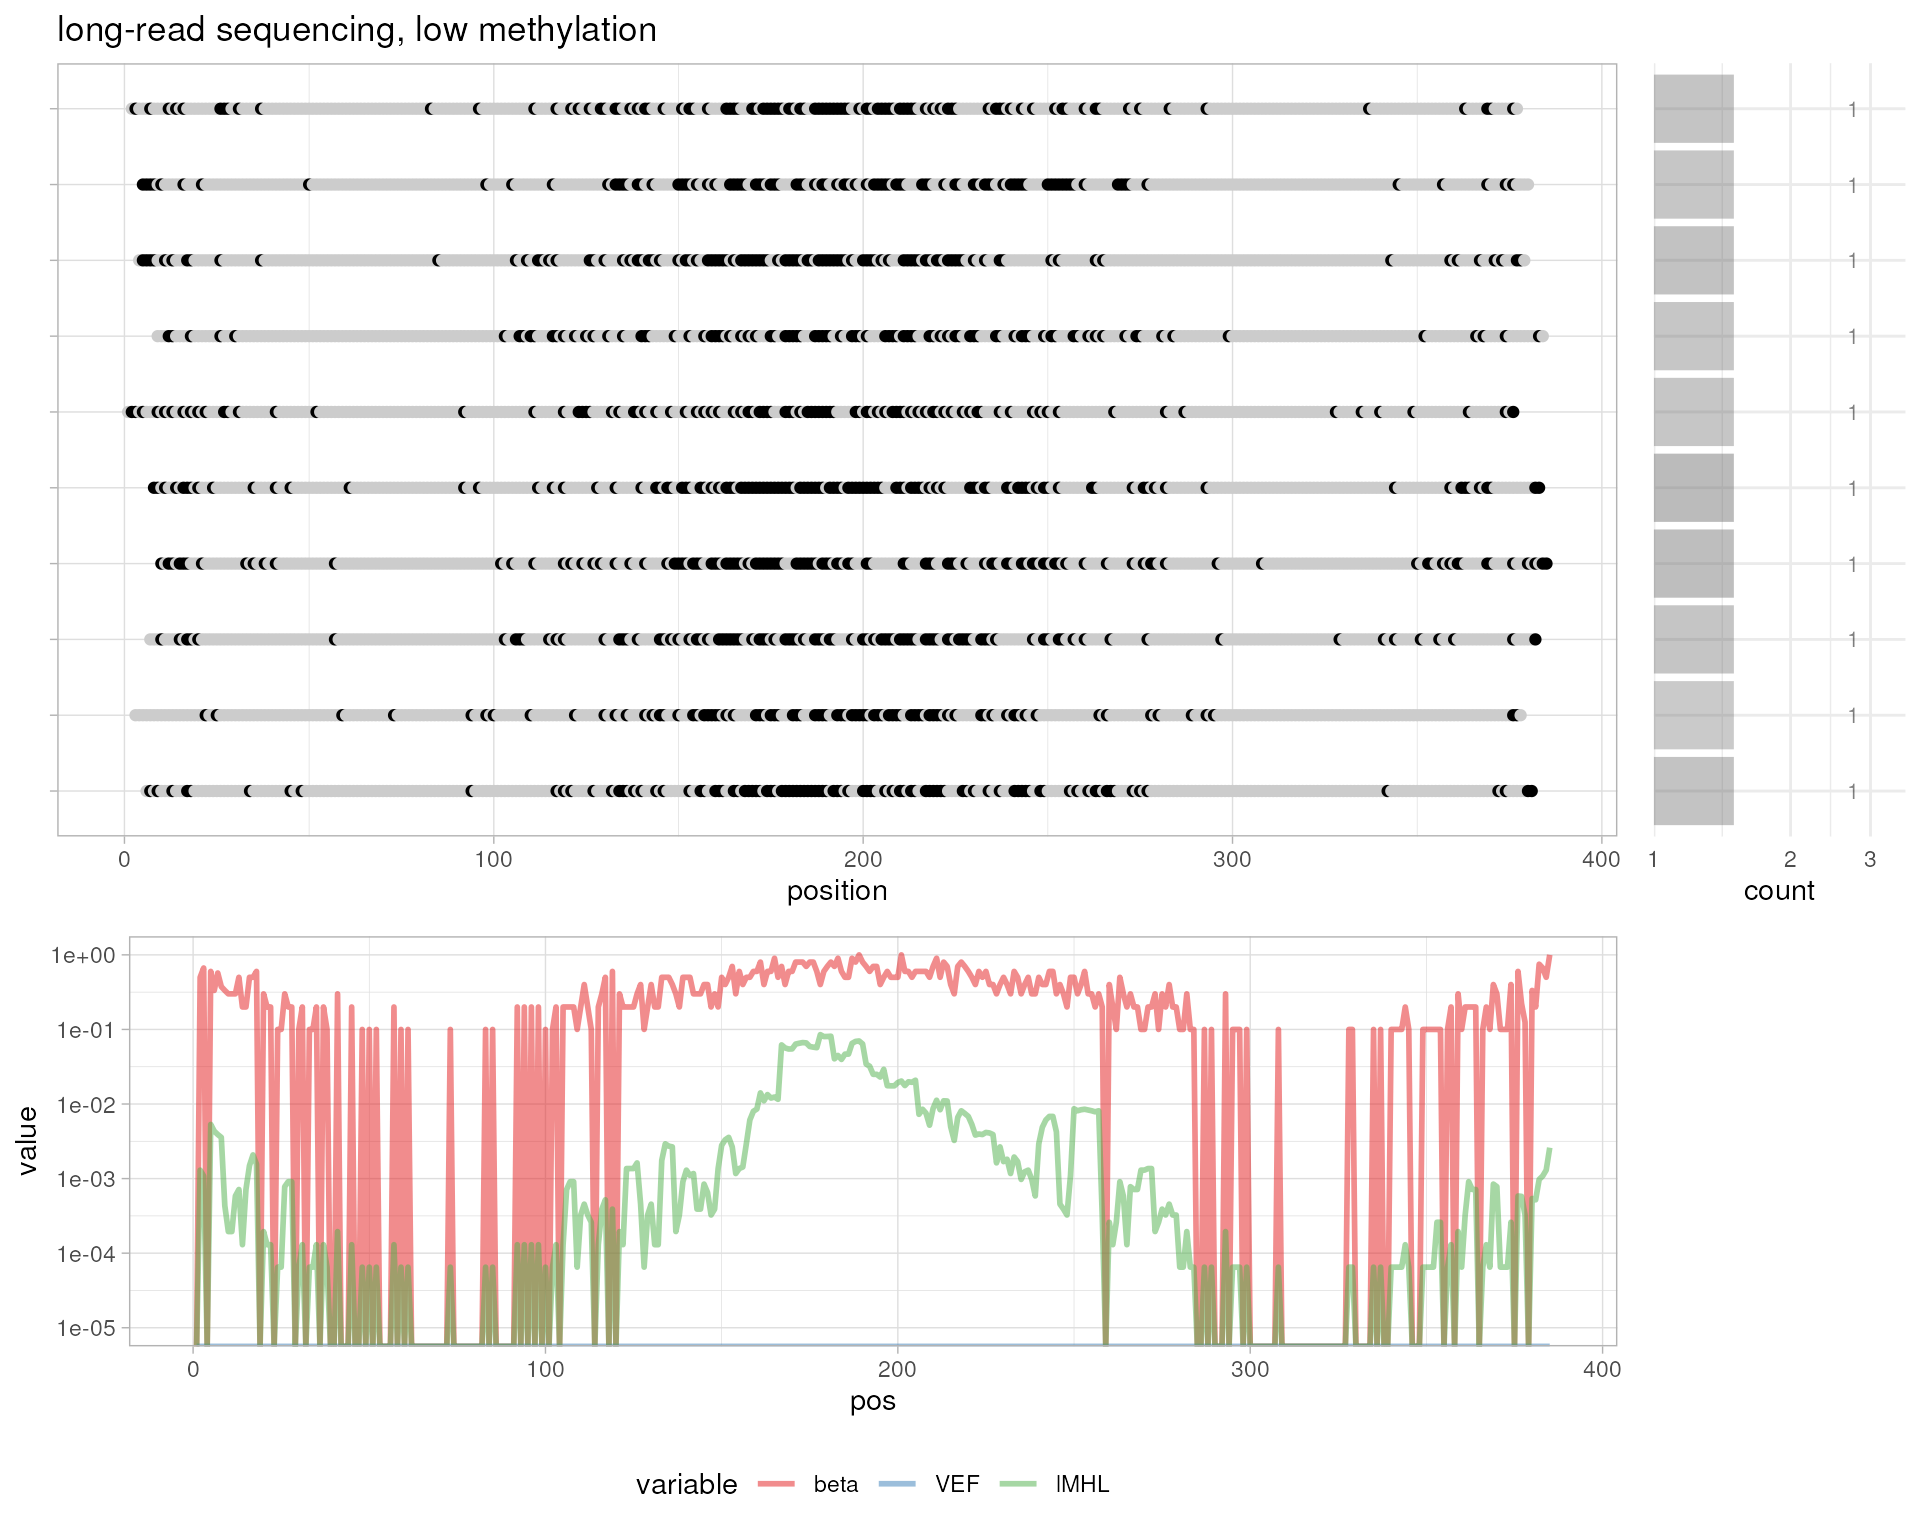 long-read sequencing, low methylation
1
1
1
1
1
1
1
1
1
1
0 100 200 300 400 1 2 3
position count
1e+00
1e-01
1e-02
1e-03
1e-04
1e-05
value
0 100 200 300 400
pos
variable beta VEF lMHL